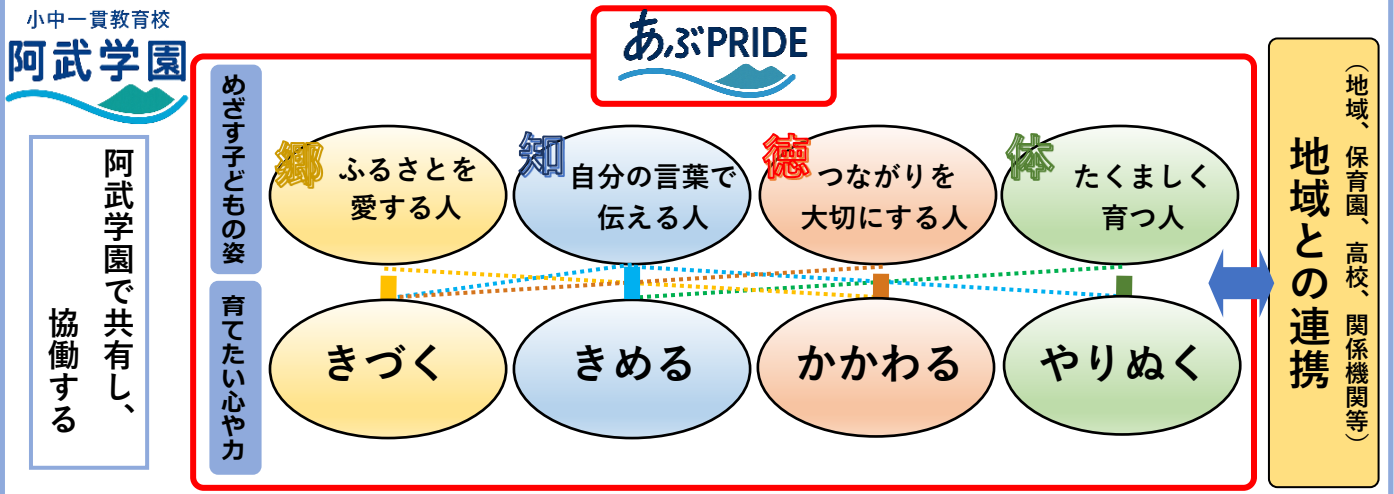 小中一貫教育校
阿武学園
阿武学園で共有し、
協働する
あぶPRIDE
めざす子どもの姿
郷
ふるさとを
愛する人
知
自分の言葉で
伝える人
徳
つながりを
大切にする人
体
たくましく
育つ人
育てたい心や力
きづく
きめる
かかわる
やりぬく
(地域、保育園、高校、関係機関等)
地域との連携